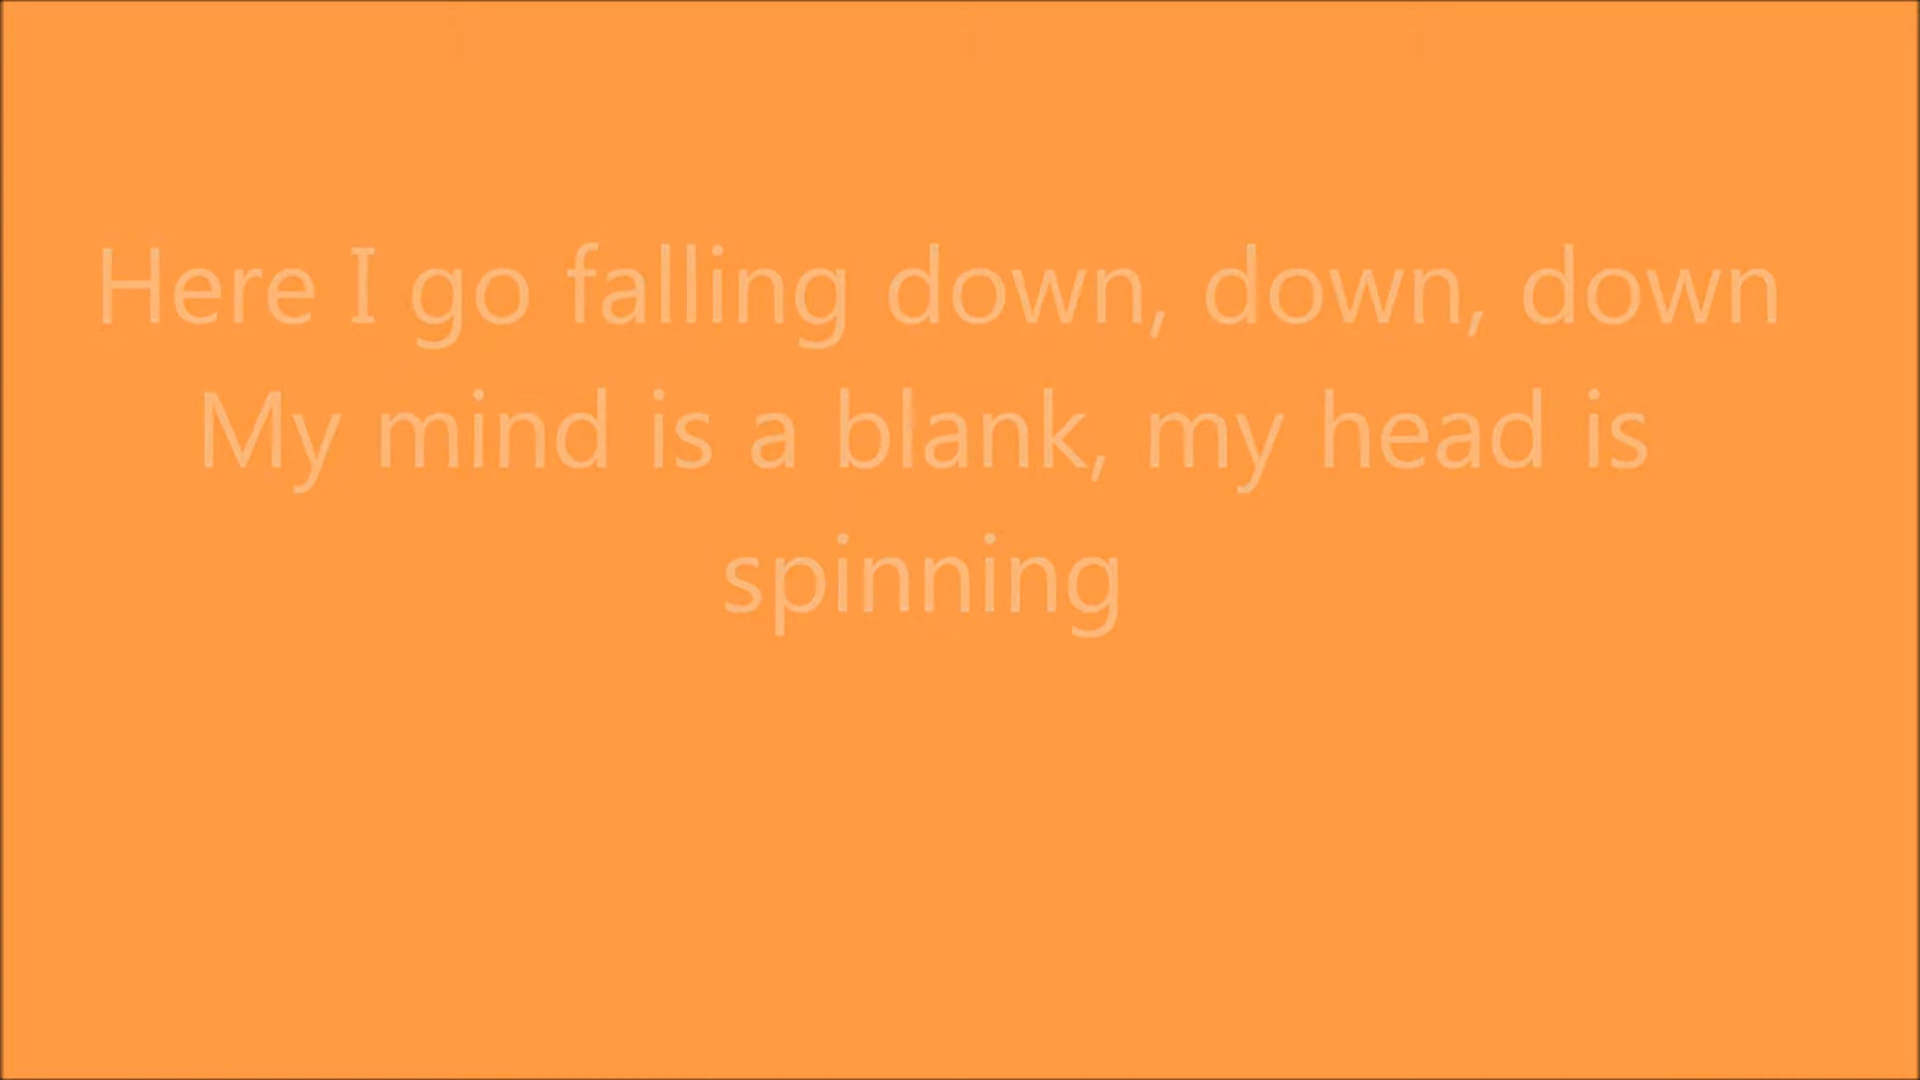 Here I go falling down, down, down
My mind is a blank, my head is
spinning